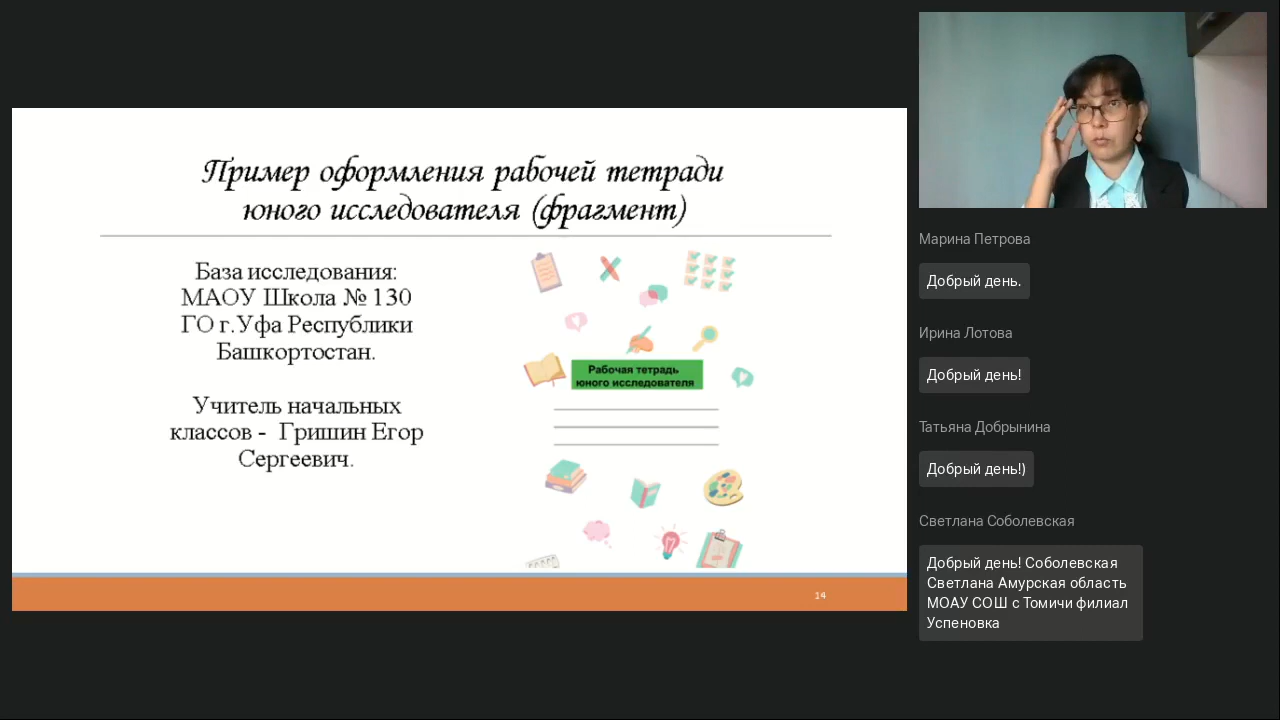 Пример оформления рабочей тетради
юного исследователя (фрагмент)
База исследования:
МАОУ Школа № 130
ГО г.Уфа Республики
Башкортостан.
Учитель начальных
классов - Гришин Егор
Сергеевич.
Рабочая тетрадь
юного исследователя
14
Марина Петрова
Добрый день.
Ирина Лотова
Добрый день!
Татьяна Добрынина
Добрый день!)
Светлана Соболевская
Добрый день! Соболевская
Светлана Амурская область
МОАУ СОШ с Томичи филиал
Успеновка